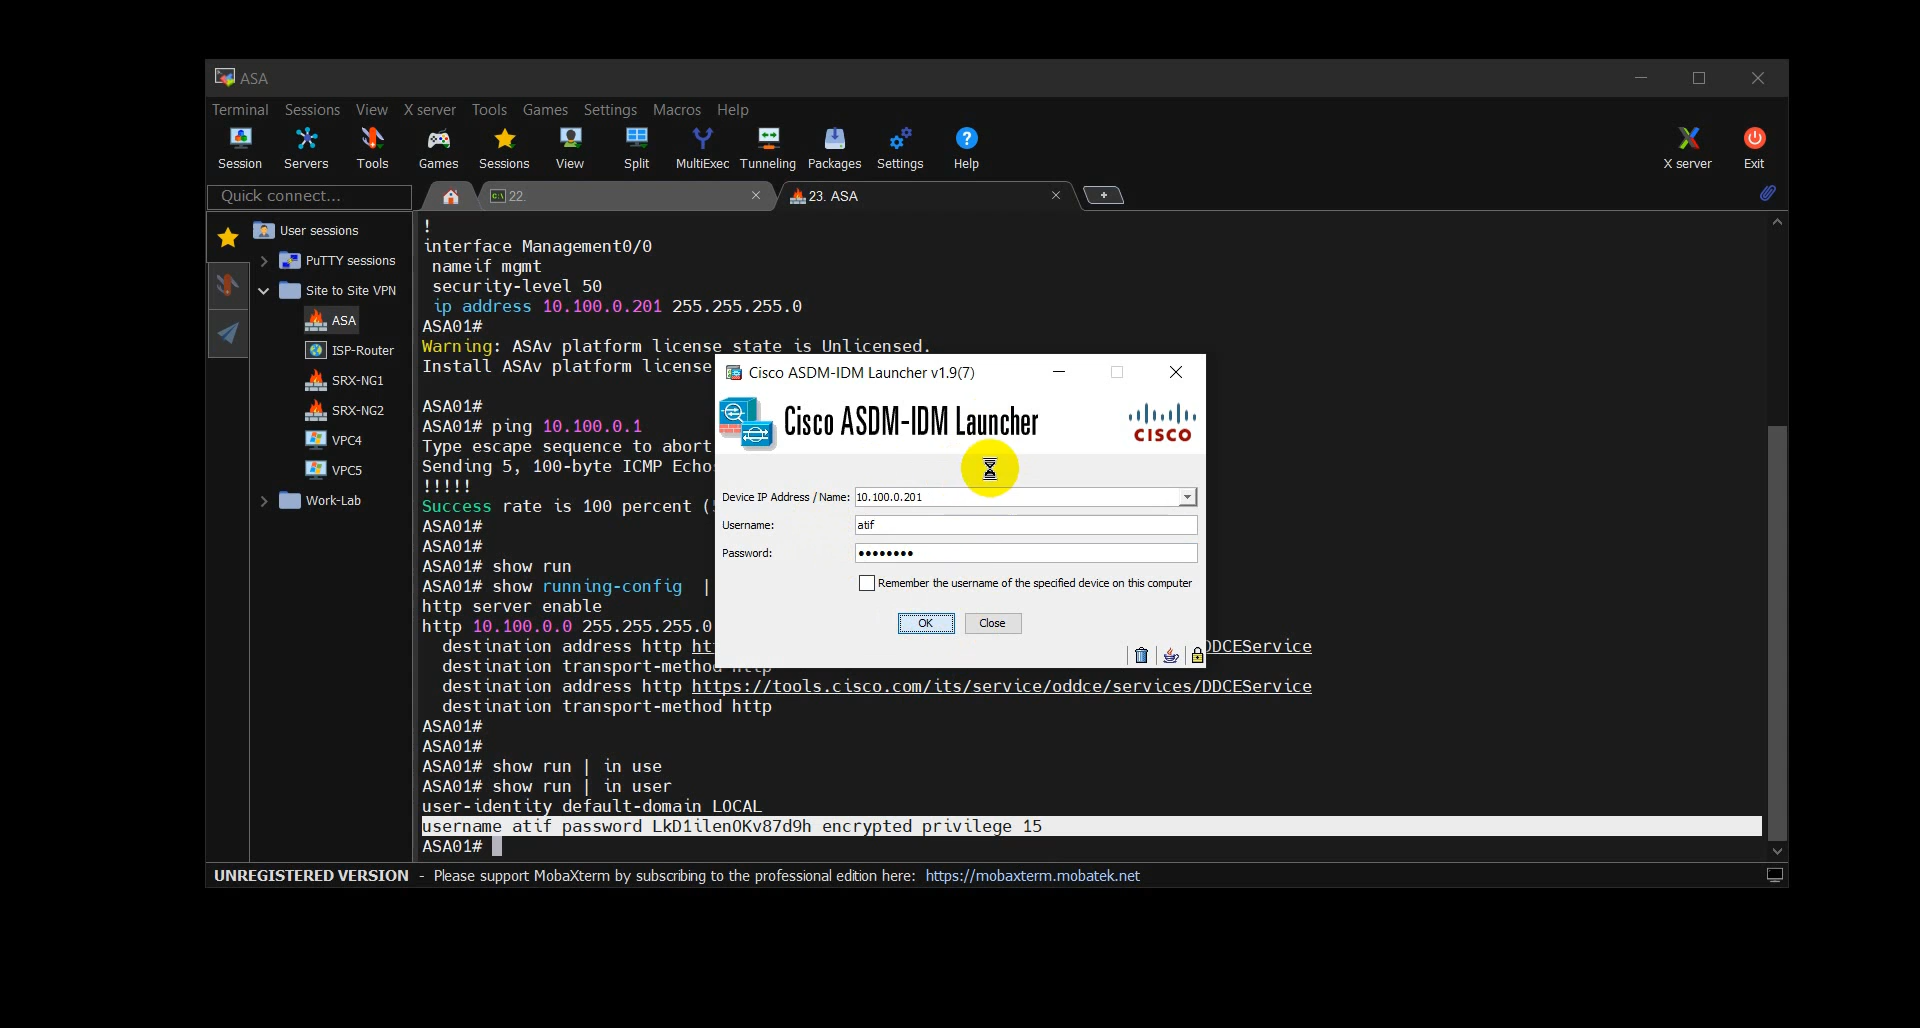 ASA
Terminal Sessions View X server Tools Games Settings Macros Help
Session Servers Tools Games Sessions View Split MultiExec Tunneling Packages Settings Help X server Exit
Quick connect...
22.
23. ASA
User sessions
PuTTY sessions
Site to Site VPN
ASA
ISP-Router
SRX-NG1
SRX-NG2
VPC4
VPC5
Work-Lab
!
interface Management0/0
nameif mgmt
security-level 50
ip address 10.100.0.201 255.255.255.0
ASA01#
Warning: ASAv platform license state is Unlicensed.
Install ASAv platform license
ASA01#
ASA01# ping 10.100.0.1
Type escape sequence to abort
Sending 5, 100-byte ICMP Echo
!!!!!
Success rate is 100 percent (
ASA01#
ASA01#
ASA01# show run
ASA01# show running-config |
http server enable
http 10.100.0.0 255.255.255.0
destination address http ht DDCEService
destination transport-method http
destination address http https://tools.cisco.com/its/service/oddce/services/DDCEService
destination transport-method http
ASA01#
ASA01#
ASA01# show run | in use
ASA01# show run | in user
user-identity default-domain LOCAL
username atif password LkD1ilenOKv87d9h encrypted privilege 15
ASA01#
Cisco ASDM-IDM Launcher v1.9(7)
Cisco ASDM-IDM Launcher
CISCO
Device IP Address / Name: 10.100.0.201
Username: atif
Password: ••••••••
Remember the username of the specified device on this computer
OK Close
UNREGISTERED VERSION - Please support MobaXterm by subscribing to the professional edition here: https://mobaxterm.mobatek.net